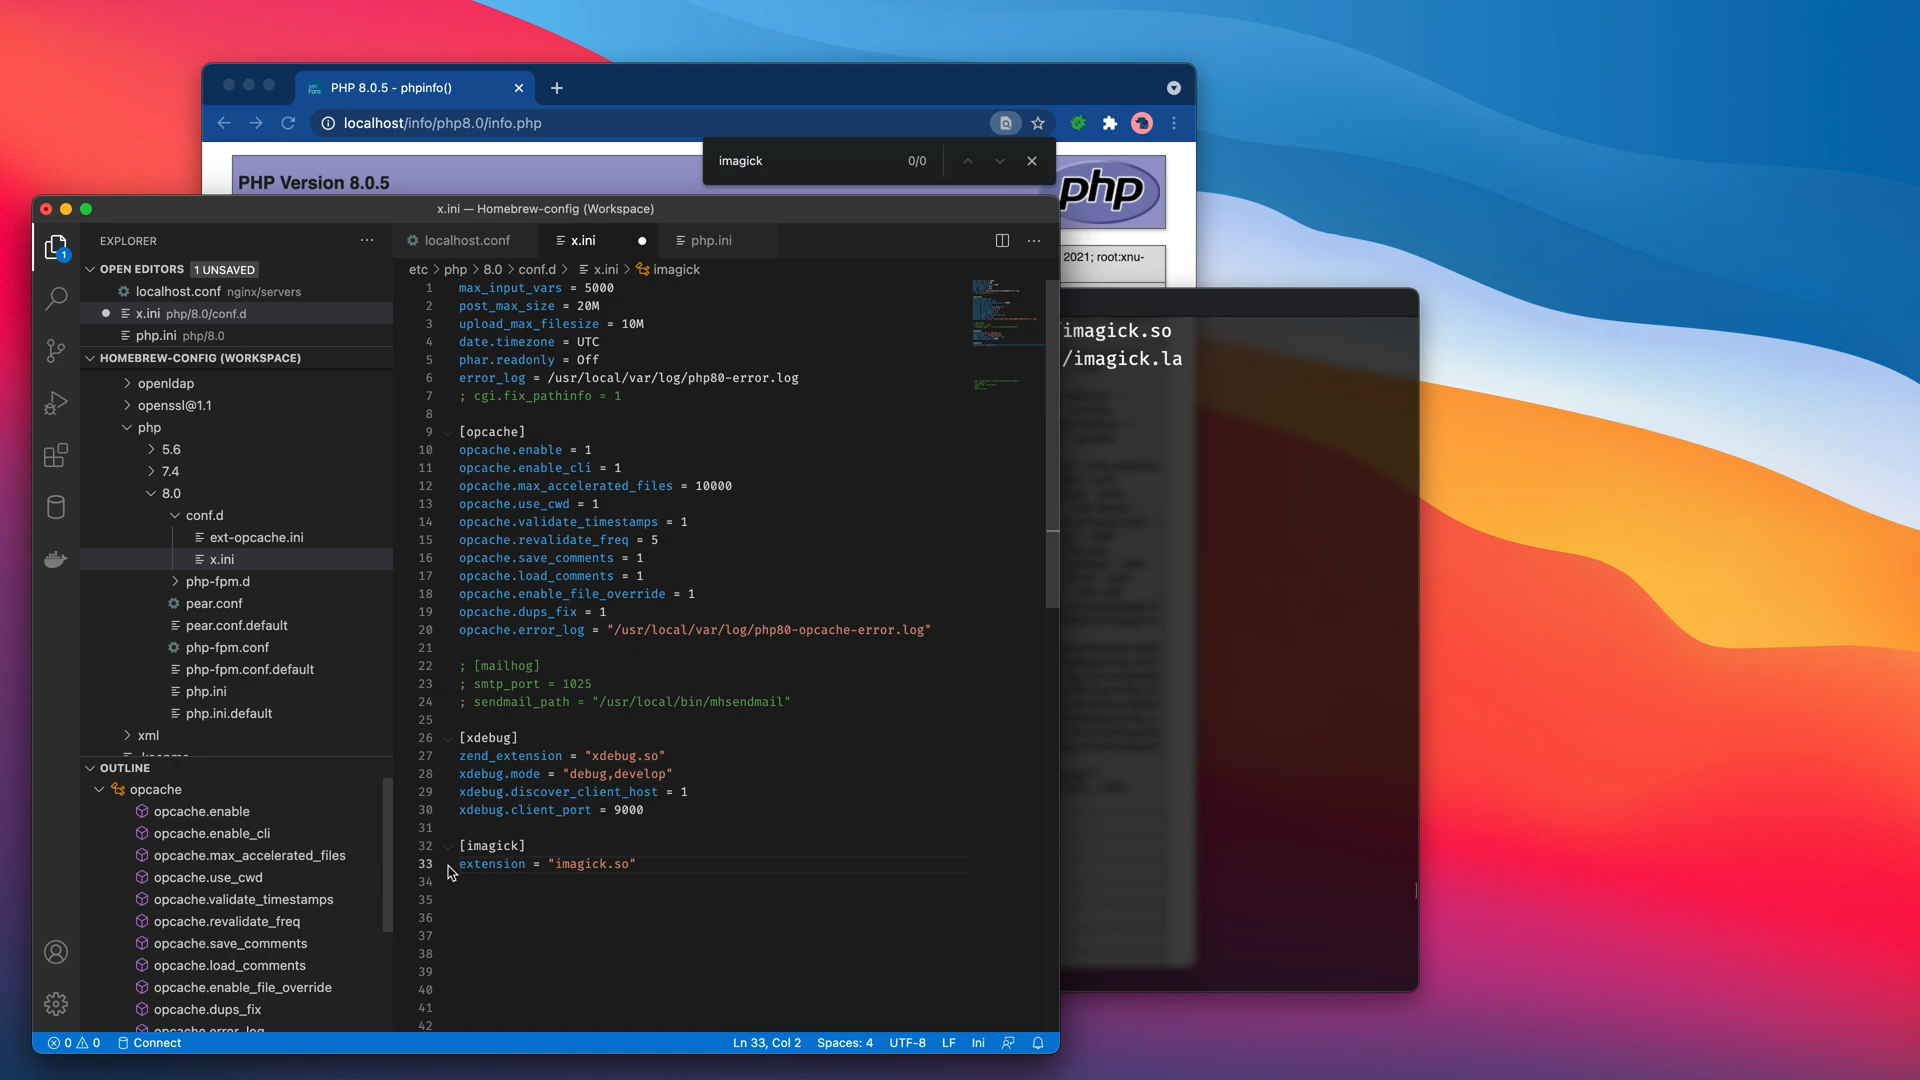 PHP 8.0.5 - phpinfo()
localhost/info/php8.0/info.php
imagick 0/0
PHP Version 8.0.5
php
2021; root:xnu-
x.ini — Homebrew-config (Workspace)
EXPLORER
OPEN EDITORS 1 UNSAVED
localhost.conf nginx/servers
x.ini php/8.0/conf.d
php.ini php/8.0
HOMEBREW-CONFIG (WORKSPACE)
openldap
openssl@1.1
php
5.6
7.4
8.0
conf.d
ext-opcache.ini
x.ini
php-fpm.d
pear.conf
pear.conf.default
php-fpm.conf
php-fpm.conf.default
php.ini
php.ini.default
xml
OUTLINE
opcache
opcache.enable
opcache.enable_cli
opcache.max_accelerated_files
opcache.use_cwd
opcache.validate_timestamps
opcache.revalidate_freq
opcache.save_comments
opcache.load_comments
opcache.enable_file_override
opcache.dups_fix
opcache.error_log
localhost.conf x.ini php.ini
etc > php > 8.0 > conf.d > x.ini > imagick
1 max_input_vars = 5000
2 post_max_size = 20M
3 upload_max_filesize = 10M
4 date.timezone = UTC
5 phar.readonly = Off
6 error_log = /usr/local/var/log/php80-error.log
7 ; cgi.fix_pathinfo = 1
8
9 [opcache]
10 opcache.enable = 1
11 opcache.enable_cli = 1
12 opcache.max_accelerated_files = 10000
13 opcache.use_cwd = 1
14 opcache.validate_timestamps = 1
15 opcache.revalidate_freq = 5
16 opcache.save_comments = 1
17 opcache.load_comments = 1
18 opcache.enable_file_override = 1
19 opcache.dups_fix = 1
20 opcache.error_log = "/usr/local/var/log/php80-opcache-error.log"
21
22 ; [mailhog]
23 ; smtp_port = 1025
24 ; sendmail_path = "/usr/local/bin/mhsendmail"
25
26 [xdebug]
27 zend_extension = "xdebug.so"
28 xdebug.mode = "debug,develop"
29 xdebug.discover_client_host = 1
30 xdebug.client_port = 9000
31
32 [imagick]
33 extension = "imagick.so"
34
35
36
37
38
39
40
41
42
imagick.so
/imagick.la
0 0 Connect
Ln 33, Col 2 Spaces: 4 UTF-8 LF Ini